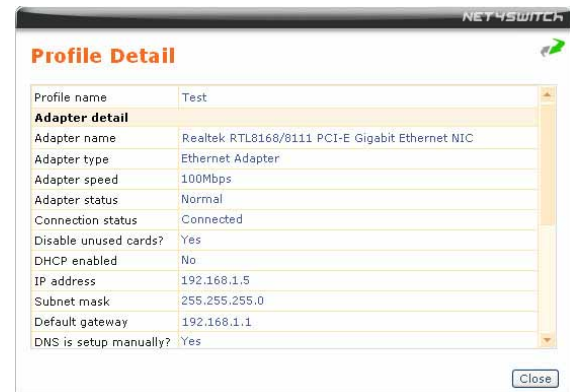 NET4SWITCH
Profile Detail
Profile name Test
Adapter detail
Adapter name Realtek RTL8168/8111 PCI-E Gigabit Ethernet NIC
Adapter type Ethernet Adapter
Adapter speed 100Mbps
Adapter status Normal
Connection status Connected
Disable unused cards? Yes
DHCP enabled No
IP address 192.168.1.5
Subnet mask 255.255.255.0
Default gateway 192.168.1.1
DNS is setup manually? Yes
Close